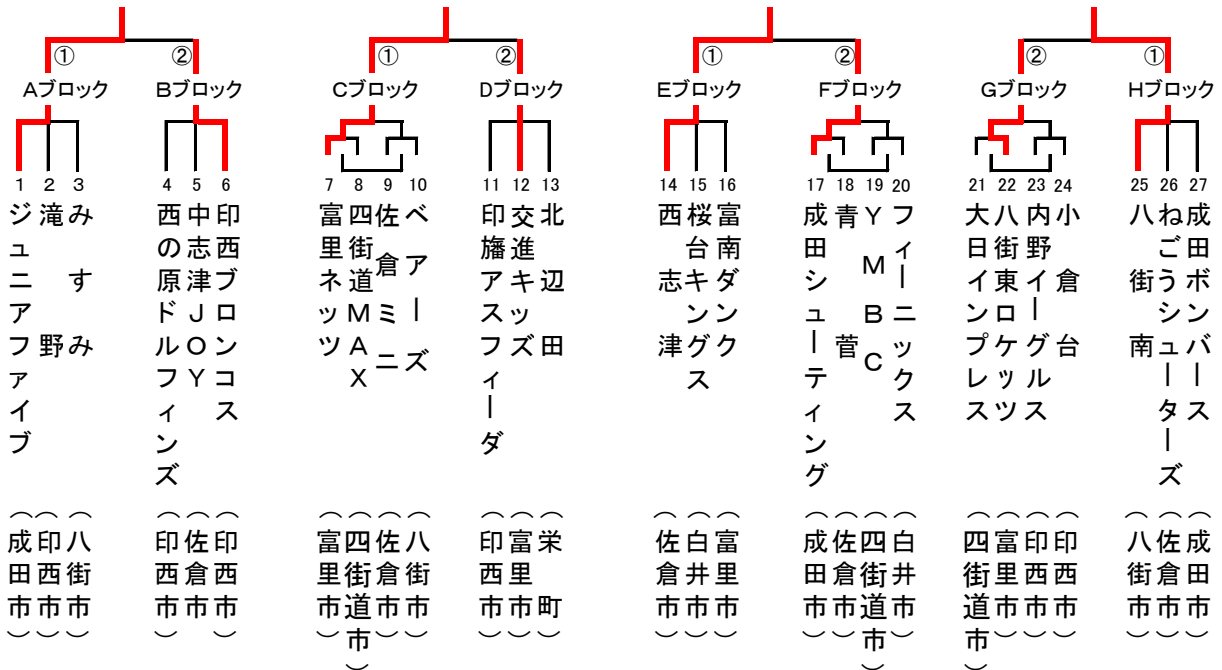 ① ② ① ② ① ② ② ①
Aブロック Bブロック Cブロック Dブロック Eブロック Fブロック Gブロック Hブロック
1 2 3 4 5 6 7 8 9 10 11 12 13 14 15 16 17 18 19 20 21 22 23 24 25 26 27
ジュニアファイブ
滝野
みすみ
西の原ドルフィンズ
中志津JOY
印西ブロンコス
富里ネッツ
四街道MAX
佐倉ミニ
ベアーズ
印旛アスフィーダ
交進キッズ
北辺田
西志津
桜台キングス
富南ダンク
成田シューティング
青菅
YMBC
フィーニックス
大日インプレス
八街東ロケッツ
内野イーグルス
小倉台
八街南
ねごうシューターズ
成田ボンバース
（成田市）
（印西市）
（八街市）
（印西市）
（佐倉市）
（印西市）
（富里市）
（四街道市）
（佐倉市）
（八街市）
（印西市）
（富里市）
（栄町）
（佐倉市）
（白井市）
（富里市）
（成田市）
（佐倉市）
（四街道市）
（白井市）
（四街道市）
（富里市）
（印西市）
（印西市）
（八街市）
（佐倉市）
（成田市）